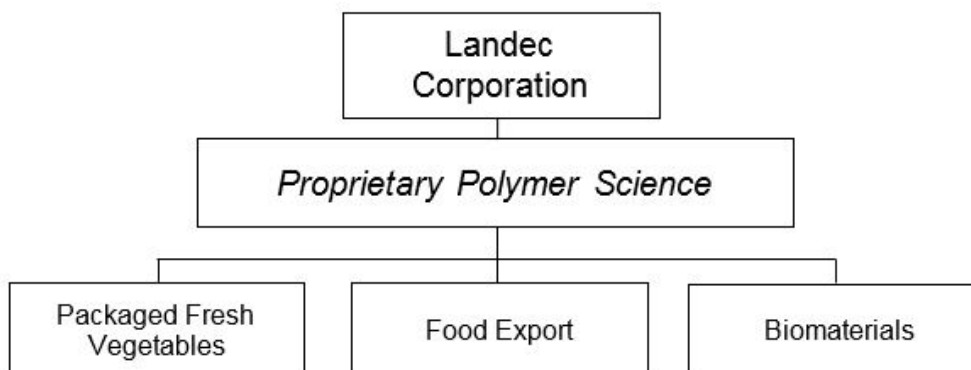 Landec
Corporation
Proprietary Polymer Science
Packaged Fresh
Vegetables
Food Export
Biomaterials